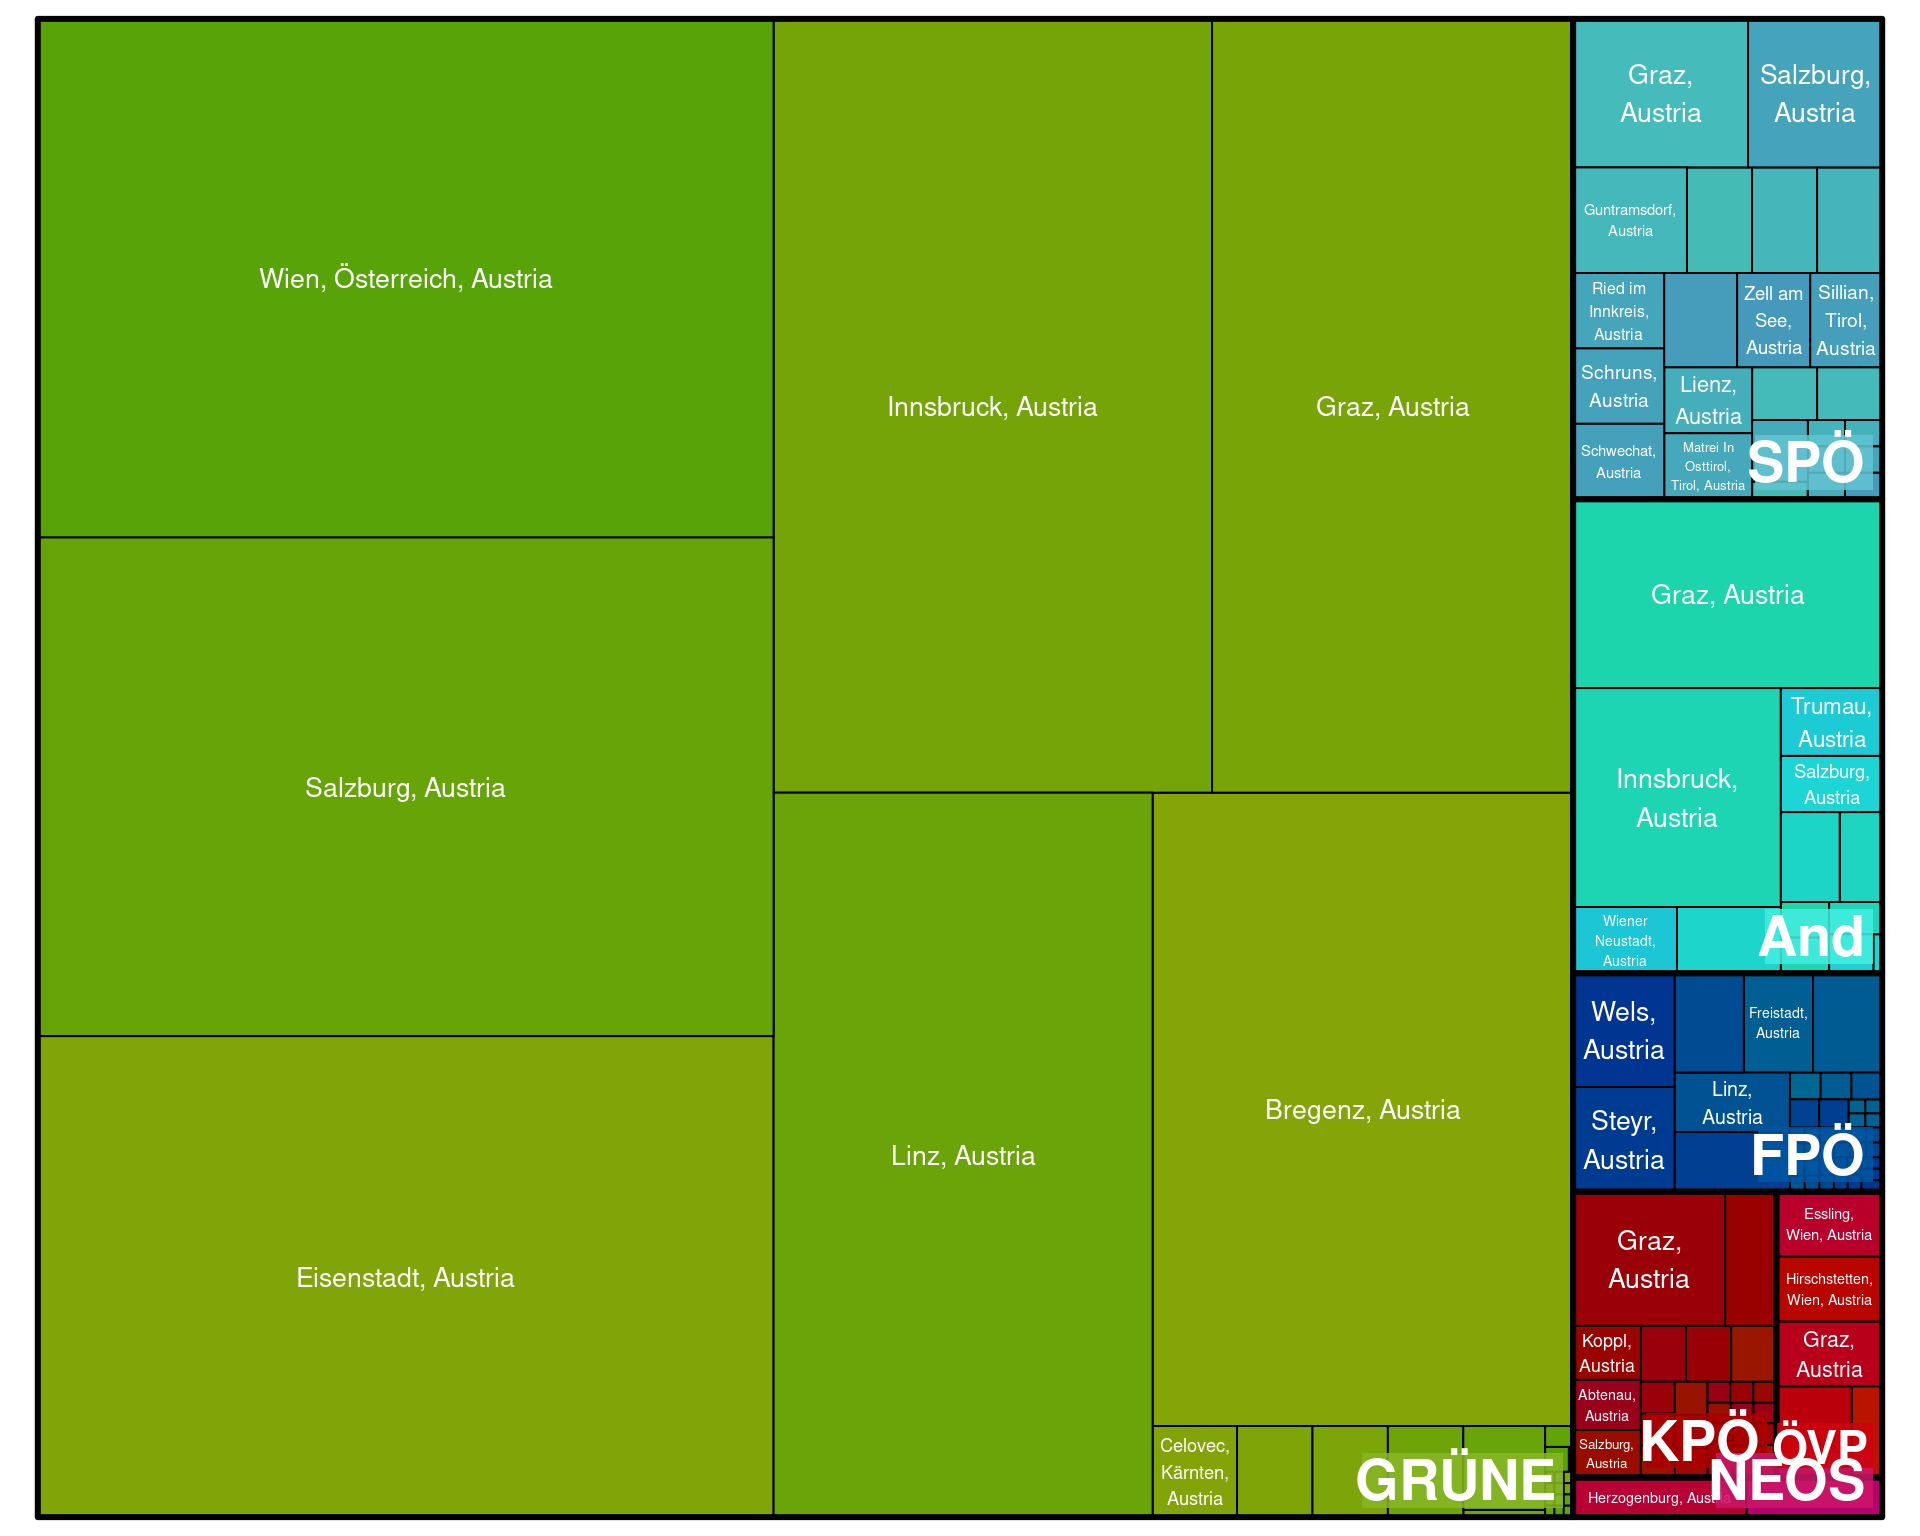 Wien, Österreich, Austria
Salzburg, Austria
Eisenstadt, Austria
Innsbruck, Austria
Graz, Austria
Linz, Austria
Bregenz, Austria
Celovec,
Kärnten,
Austria
GRÜNE
Graz,
Austria
Salzburg,
Austria
Guntramsdorf,
Austria
Ried im
Innkreis,
Austria
Zell am
See,
Austria
Sillian,
Tirol,
Austria
Schruns,
Austria
Lienz,
Austria
Schwechat,
Austria
Matrei In
Osttirol,
Tirol, Austria
SPÖ
Graz, Austria
Innsbruck,
Austria
Trumau,
Austria
Salzburg,
Austria
Wiener
Neustadt,
Austria
And
Wels,
Austria
Freistadt,
Austria
Linz,
Austria
Steyr,
Austria
FPÖ
Graz,
Austria
Koppl,
Austria
Abtenau,
Austria
Salzburg,
Austria
KPÖ
Essling,
Wien, Austria
Hirschstetten,
Wien, Austria
Graz,
Austria
ÖVP
Herzogenburg, Austria
NEOS